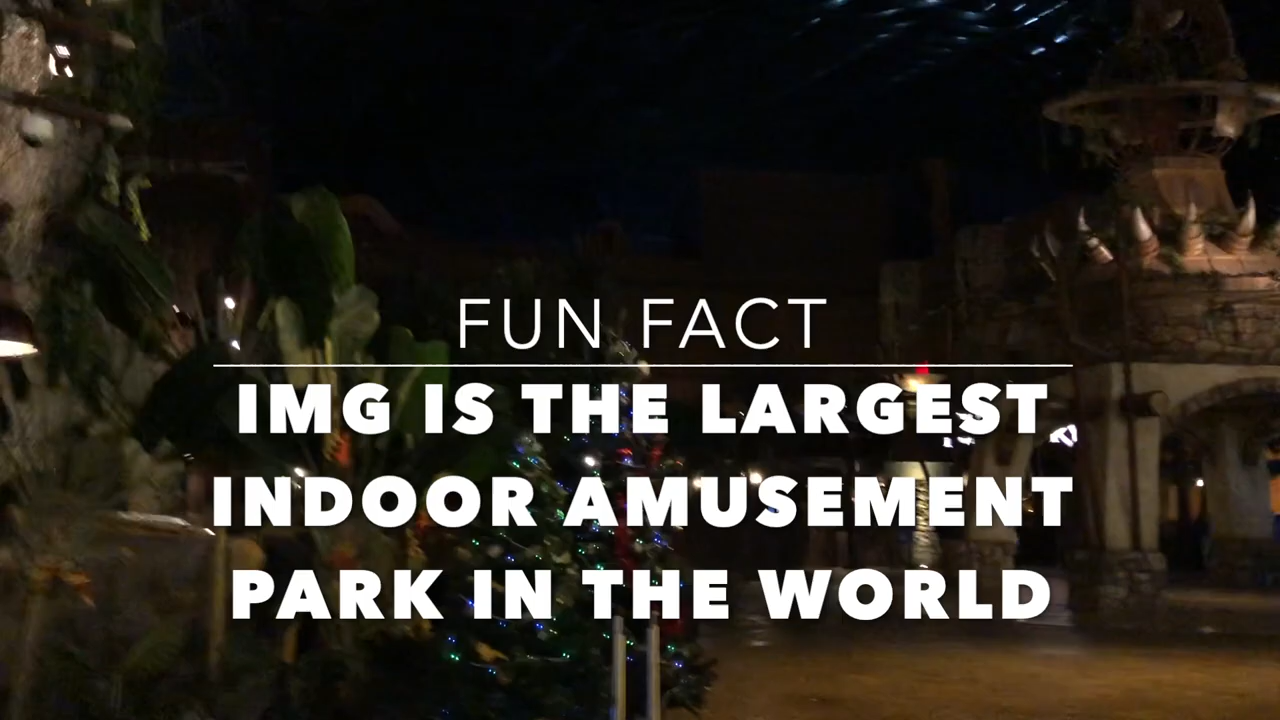 FUN FACT
IMG IS THE LARGEST
INDOOR AMUSEMENT
PARK IN THE WORLD